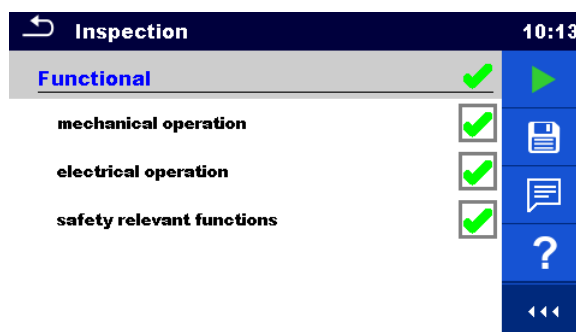 Inspection
10:13
Functional
mechanical operation
electrical operation
safety relevant functions
?